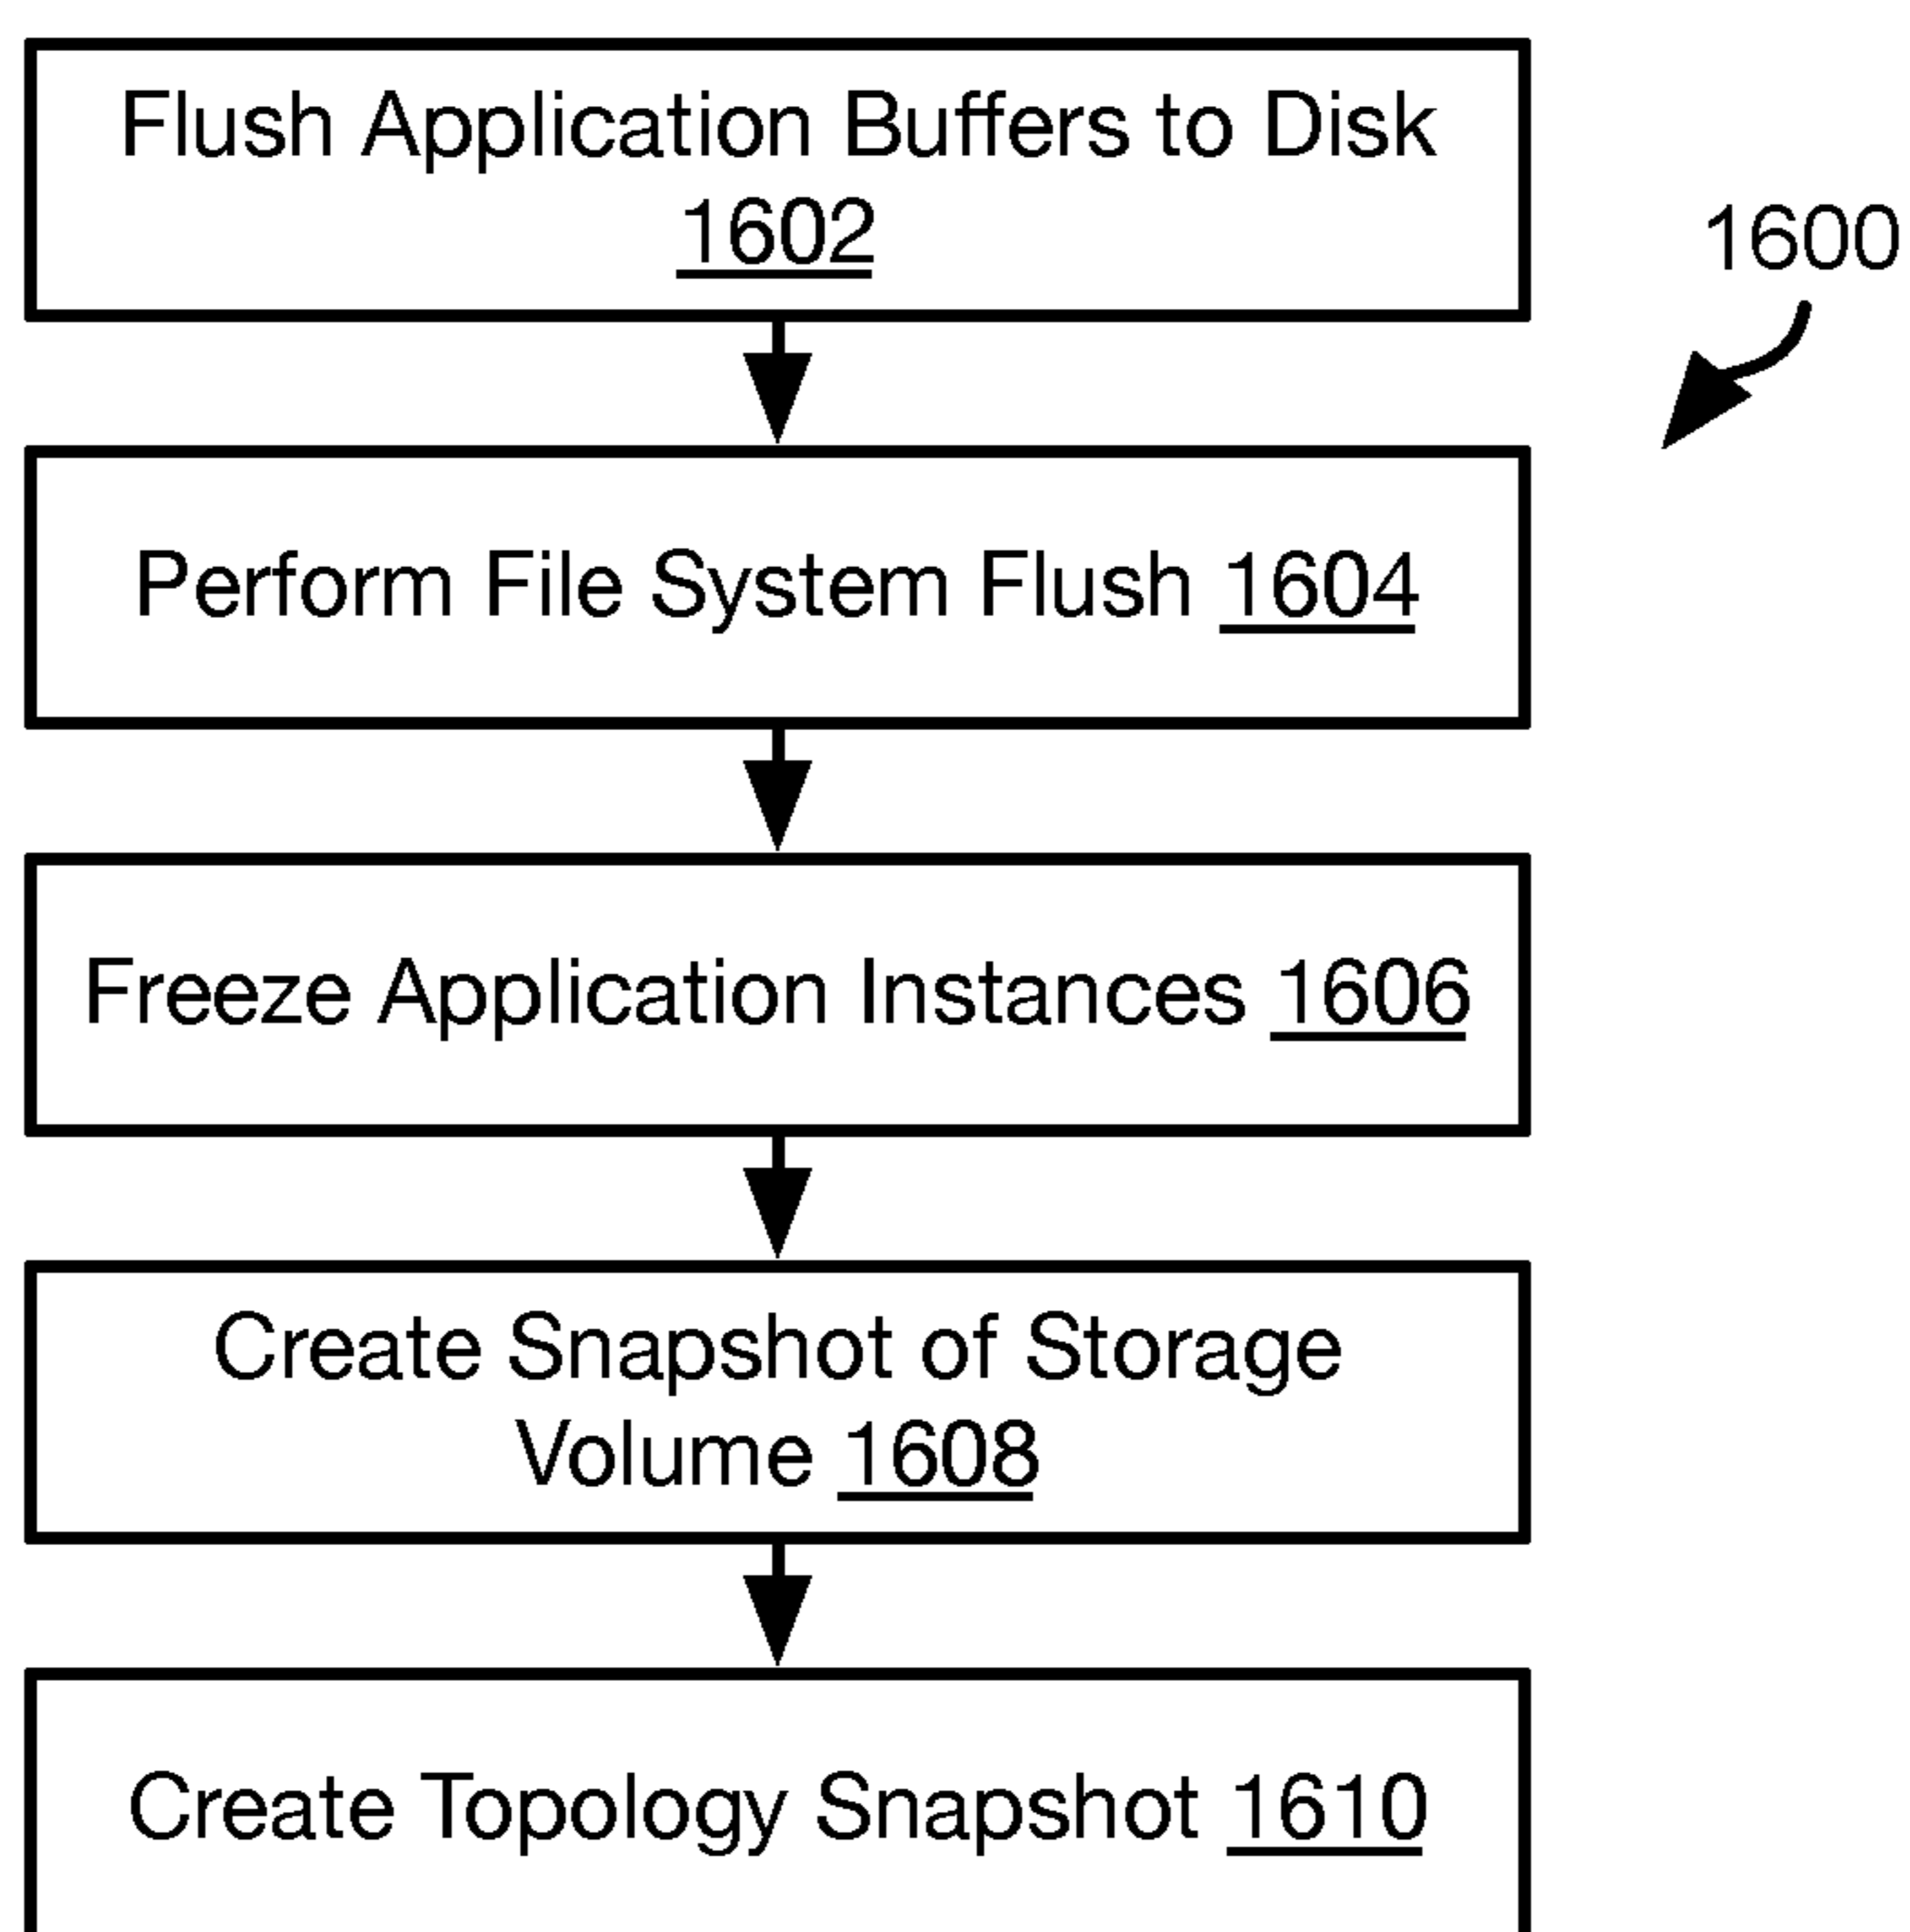 Flush Application Buffers to Disk
1602
1600
Perform File System Flush 1604
Freeze Application Instances 1606
Create Snapshot of Storage
Volume 1608
Create Topology Snapshot 1610